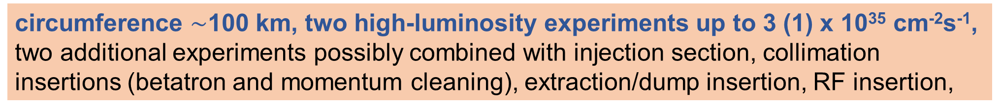 circumference ~100 km, two high-luminosity experiments up to 3 (1) x 10³⁵ cm⁻²s⁻¹,
two additional experiments possibly combined with injection section, collimation
insertions (betatron and momentum cleaning), extraction/dump insertion, RF insertion,